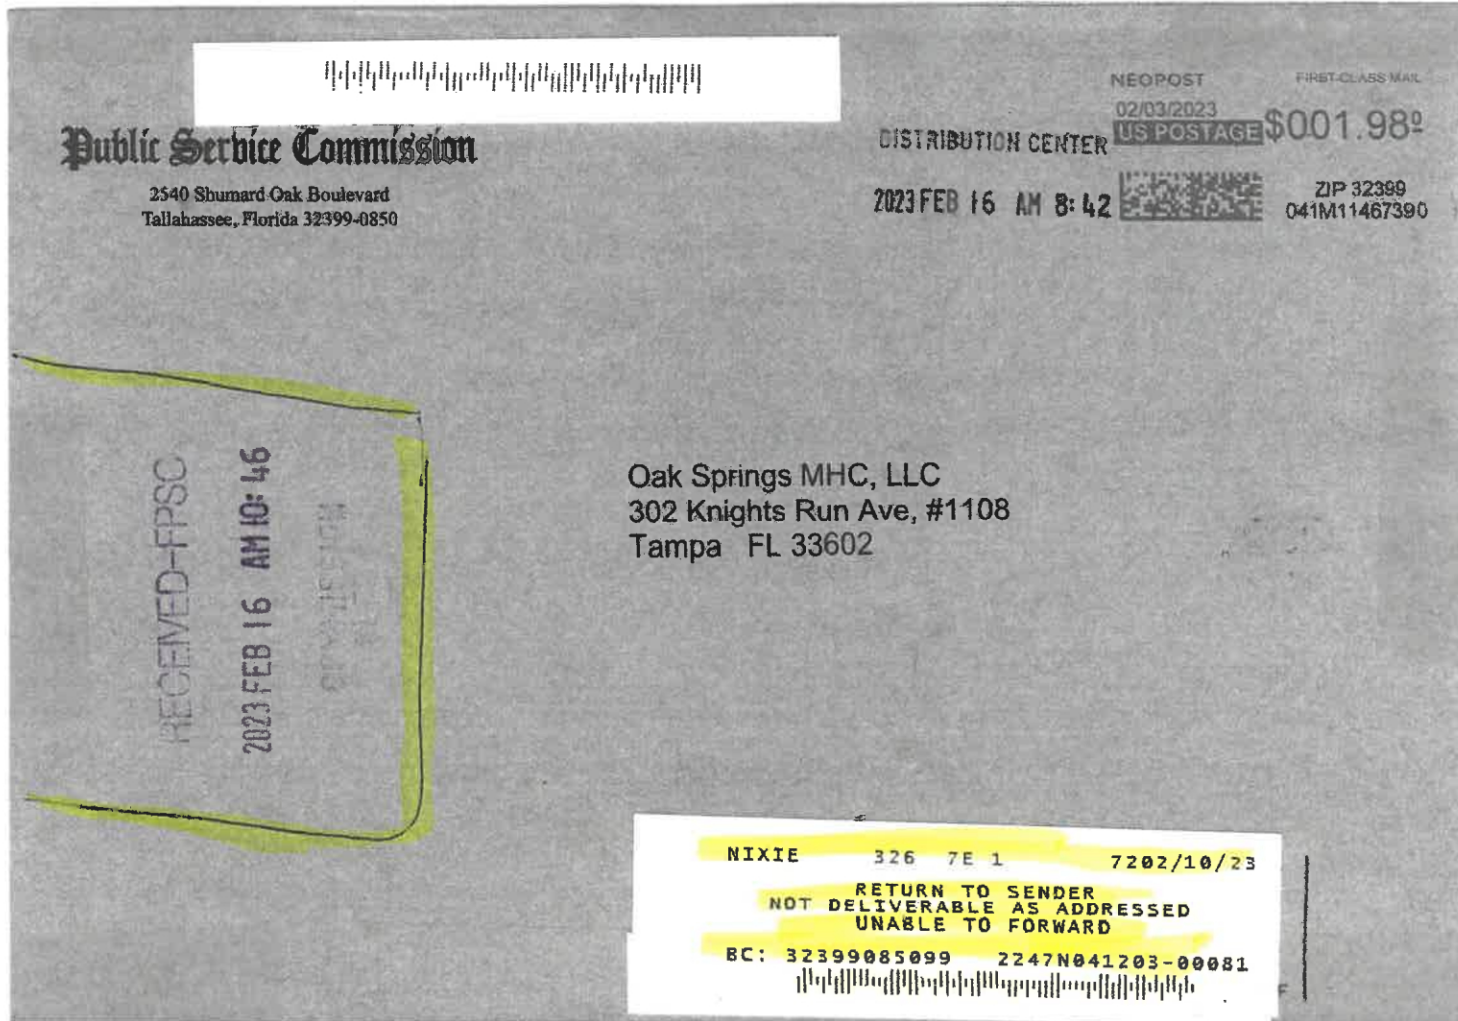 Public Service Commission
2540 Shumard Oak Boulevard
Tallahassee, Florida 32399-0850
DISTRIBUTION CENTER
2023 FEB 16 AM 8:42
NEOPOST
FIRST-CLASS MAIL
02/03/2023
US POSTAGE $001.98⁰
ZIP 32399
041M11467390
RECEIVED-FPSC
2023 FEB 16 AM 10:46
COMMISSION
Oak Springs MHC, LLC
302 Knights Run Ave, #1108
Tampa FL 33602
NIXIE 326 7E 1 7202/10/23
RETURN TO SENDER
NOT DELIVERABLE AS ADDRESSED
UNABLE TO FORWARD
BC: 32399085099 2247N041203-00081